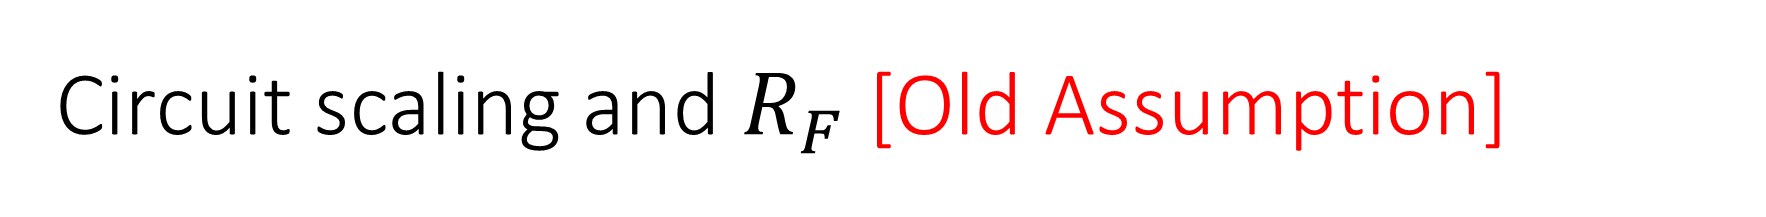 Circuit scaling and $R_F$ [Old Assumption]